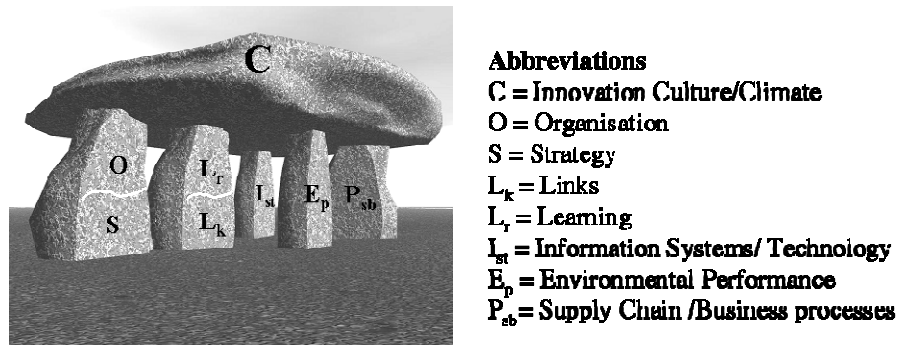 C
O
S
Lr
Lk
Ist
Ep
Psb
Abbreviations
C = Innovation Culture/Climate
O = Organisation
S = Strategy
Lk = Links
Lr = Learning
Ist = Information Systems/ Technology
Ep = Environmental Performance
Psb = Supply Chain /Business processes